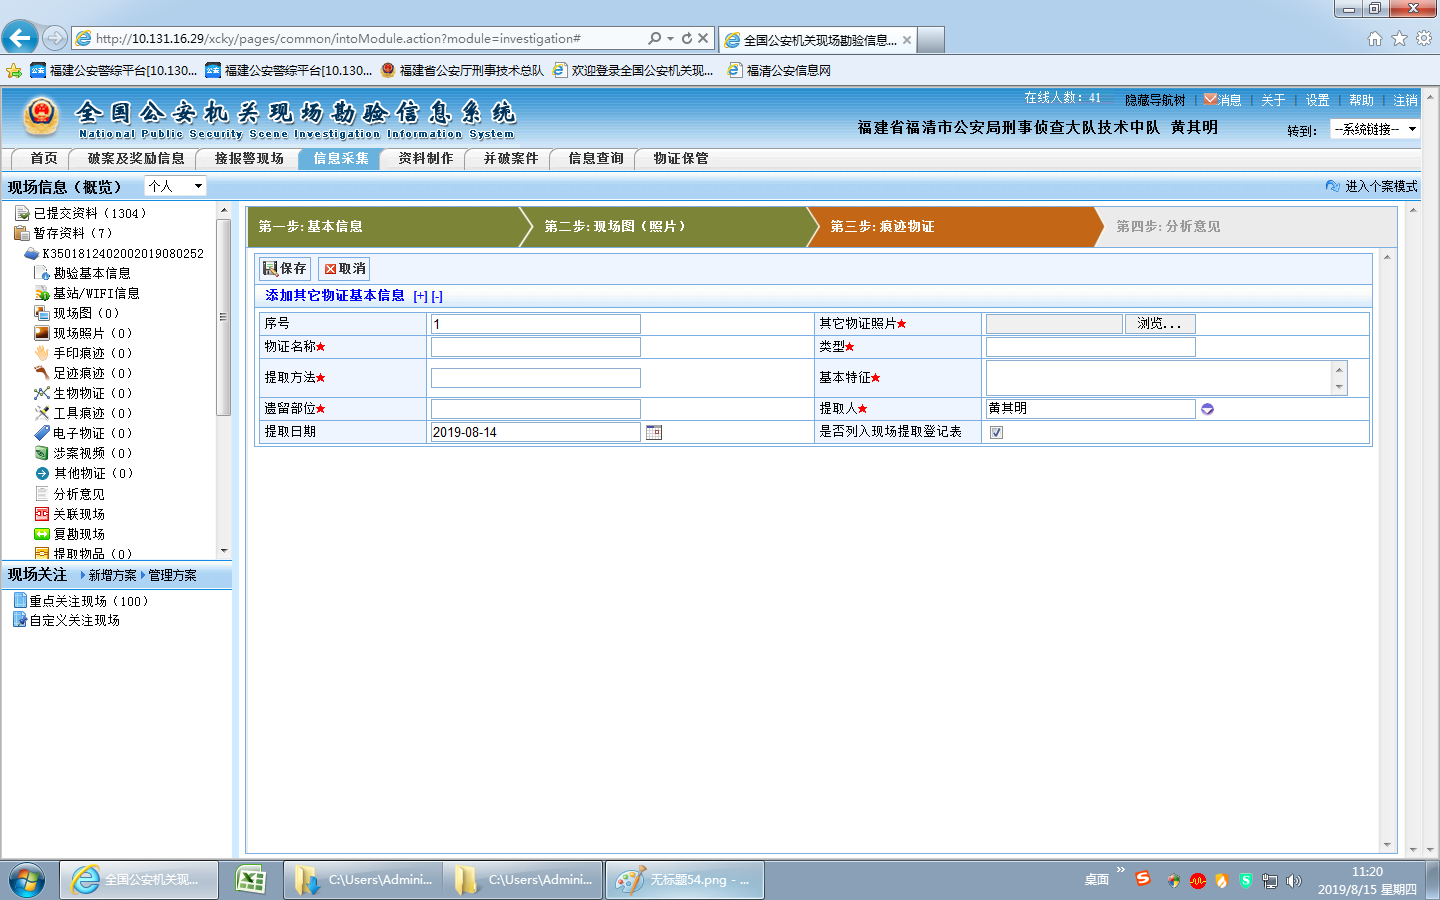 http://10.131.16.29/xcky/pages/common/intoModule.action?module=investigation#
全国公安机关现场勘验信息...
福建公安警综平台[10.130...
福建公安警综平台[10.130...
福建省公安厅刑事技术总队
欢迎登录全国公安机关现...
福清公安信息网
全国公安机关现场勘验信息系统
National Public Security Scene Investigation Information System
在线人数：41
隐藏导航树
消息
关于
设置
帮助
注销
福建省福清市公安局刑事侦查大队技术中队 黄其明
转到：
--系统链接--
首页
破案及奖励信息
接报警现场
信息采集
资料制作
并破案件
信息查询
物证保管
现场信息（概览）
个人
进入个案模式
已提交资料（1304）
暂存资料（7）
K3501812402002019080252
勘验基本信息
基站/WIFI信息
现场图（0）
现场照片（0）
手印痕迹（0）
足迹痕迹（0）
生物物证（0）
工具痕迹（0）
电子物证（0）
涉案视频（0）
其他物证（0）
分析意见
关联现场
复勘现场
提取物品（0）
现场关注
新增方案
管理方案
重点关注现场（100）
自定义关注现场
第一步：基本信息
第二步：现场图（照片）
第三步：痕迹物证
第四步：分析意见
保存
取消
添加其它物证基本信息 [+] [-]
序号
1
其它物证照片★
浏览...
物证名称★
类型★
提取方法★
基本特征★
遗留部位★
提取人★
黄其明
提取日期
2019-08-14
是否列入现场提取登记表
全国公安机关现...
C:\Users\Admini...
C:\Users\Admini...
无标题54.png - ...
桌面
11:20
2019/8/15 星期四